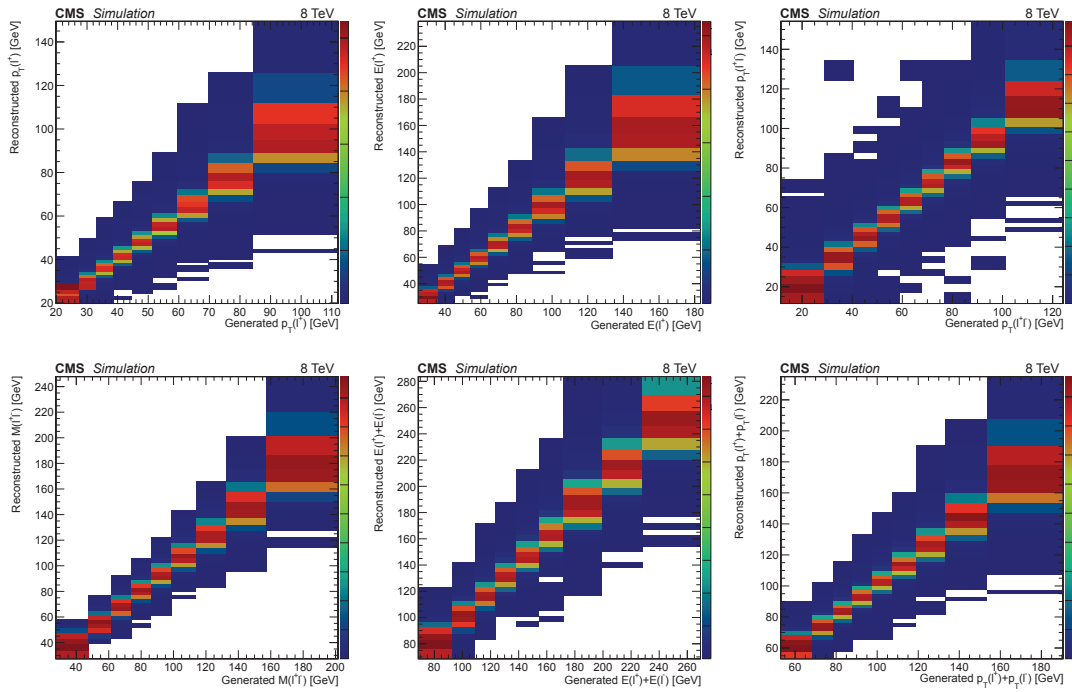 CMS Simulation 8 TeV
Reconstructed p_T(l⁺) [GeV]
140
120
100
80
60
40
20
20 30 40 50 60 70 80 90 100 110
Generated p_T(l⁺) [GeV]
CMS Simulation 8 TeV
Reconstructed E(l⁺) [GeV]
220
200
180
160
140
120
100
80
60
40
40 60 80 100 120 140 160 180
Generated E(l⁺) [GeV]
CMS Simulation 8 TeV
Reconstructed p_T(l⁺l⁻) [GeV]
140
120
100
80
60
40
20
20 40 60 80 100 120
Generated p_T(l⁺l⁻) [GeV]
CMS Simulation 8 TeV
Reconstructed M(l⁺l⁻) [GeV]
240
220
200
180
160
140
120
100
80
60
40
40 60 80 100 120 140 160 180 200
Generated M(l⁺l⁻) [GeV]
CMS Simulation 8 TeV
Reconstructed E(l⁺)+E(l⁻) [GeV]
280
260
240
220
200
180
160
140
120
100
80
80 100 120 140 160 180 200 220 240 260
Generated E(l⁺)+E(l⁻) [GeV]
CMS Simulation 8 TeV
Reconstructed p_T(l⁺)+p_T(l⁻) [GeV]
240
220
200
180
160
140
120
100
80
60
60 80 100 120 140 160 180
Generated p_T(l⁺)+p_T(l⁻) [GeV]